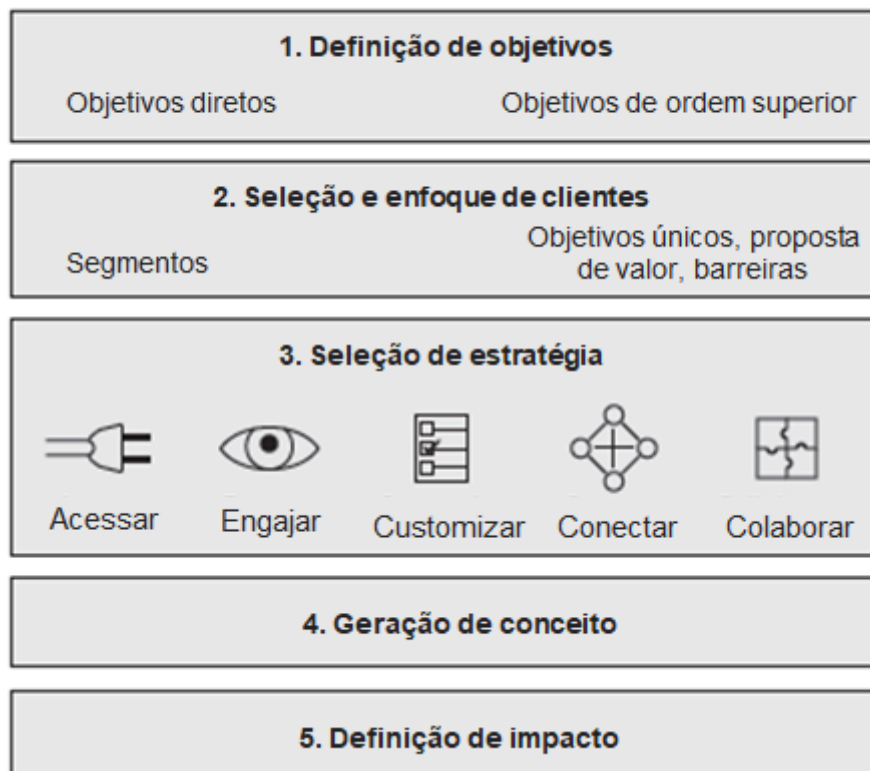 1. Definição de objetivos
Objetivos diretos
Objetivos de ordem superior
2. Seleção e enfoque de clientes
Segmentos
Objetivos únicos, proposta
de valor, barreiras
3. Seleção de estratégia
Acessar
Engajar
Customizar
Conectar
Colaborar
4. Geração de conceito
5. Definição de impacto